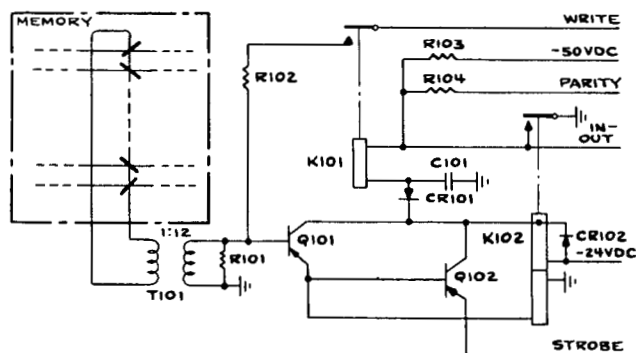 MEMORY
WRITE
R103
-50VDC
R102
R104
PARITY
IN-
OUT
K101
C101
CR101
1:12
Q101
K102
CR102
-24VDC
R101
Q102
T101
STROBE